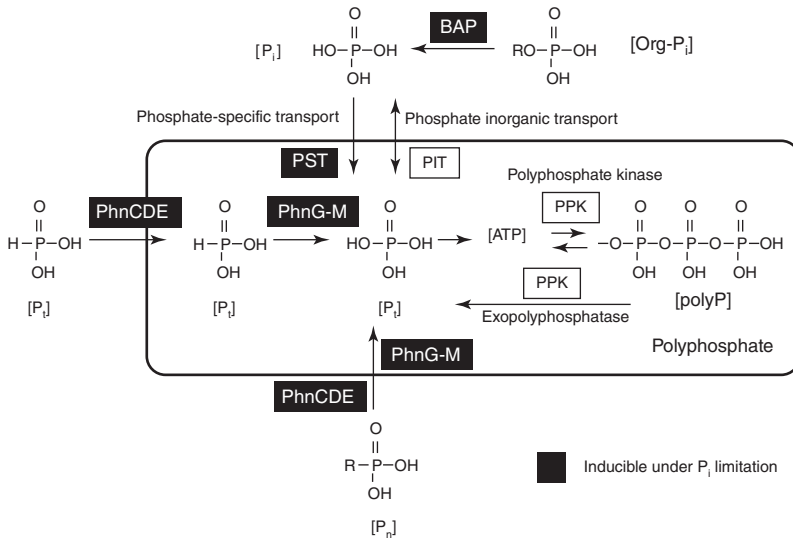 O
HO P OH
OH
[Pi]
BAP
O
RO P OH
OH
[Org-Pi]
Phosphate-specific transport
Phosphate inorganic transport
PST
PIT
Polyphosphate kinase
PhnCDE
PhnG-M
PPK
O
H P OH
OH
[Pt]
O
H P OH
OH
[Pt]
O
HO P OH
OH
[Pt]
[ATP]
O O O
O P O P O P OH
OH OH OH
[polyP]
PPK
Exopolyphosphatase
Polyphosphate
PhnG-M
PhnCDE
O
R P OH
OH
[Pn]
Inducible under Pi limitation